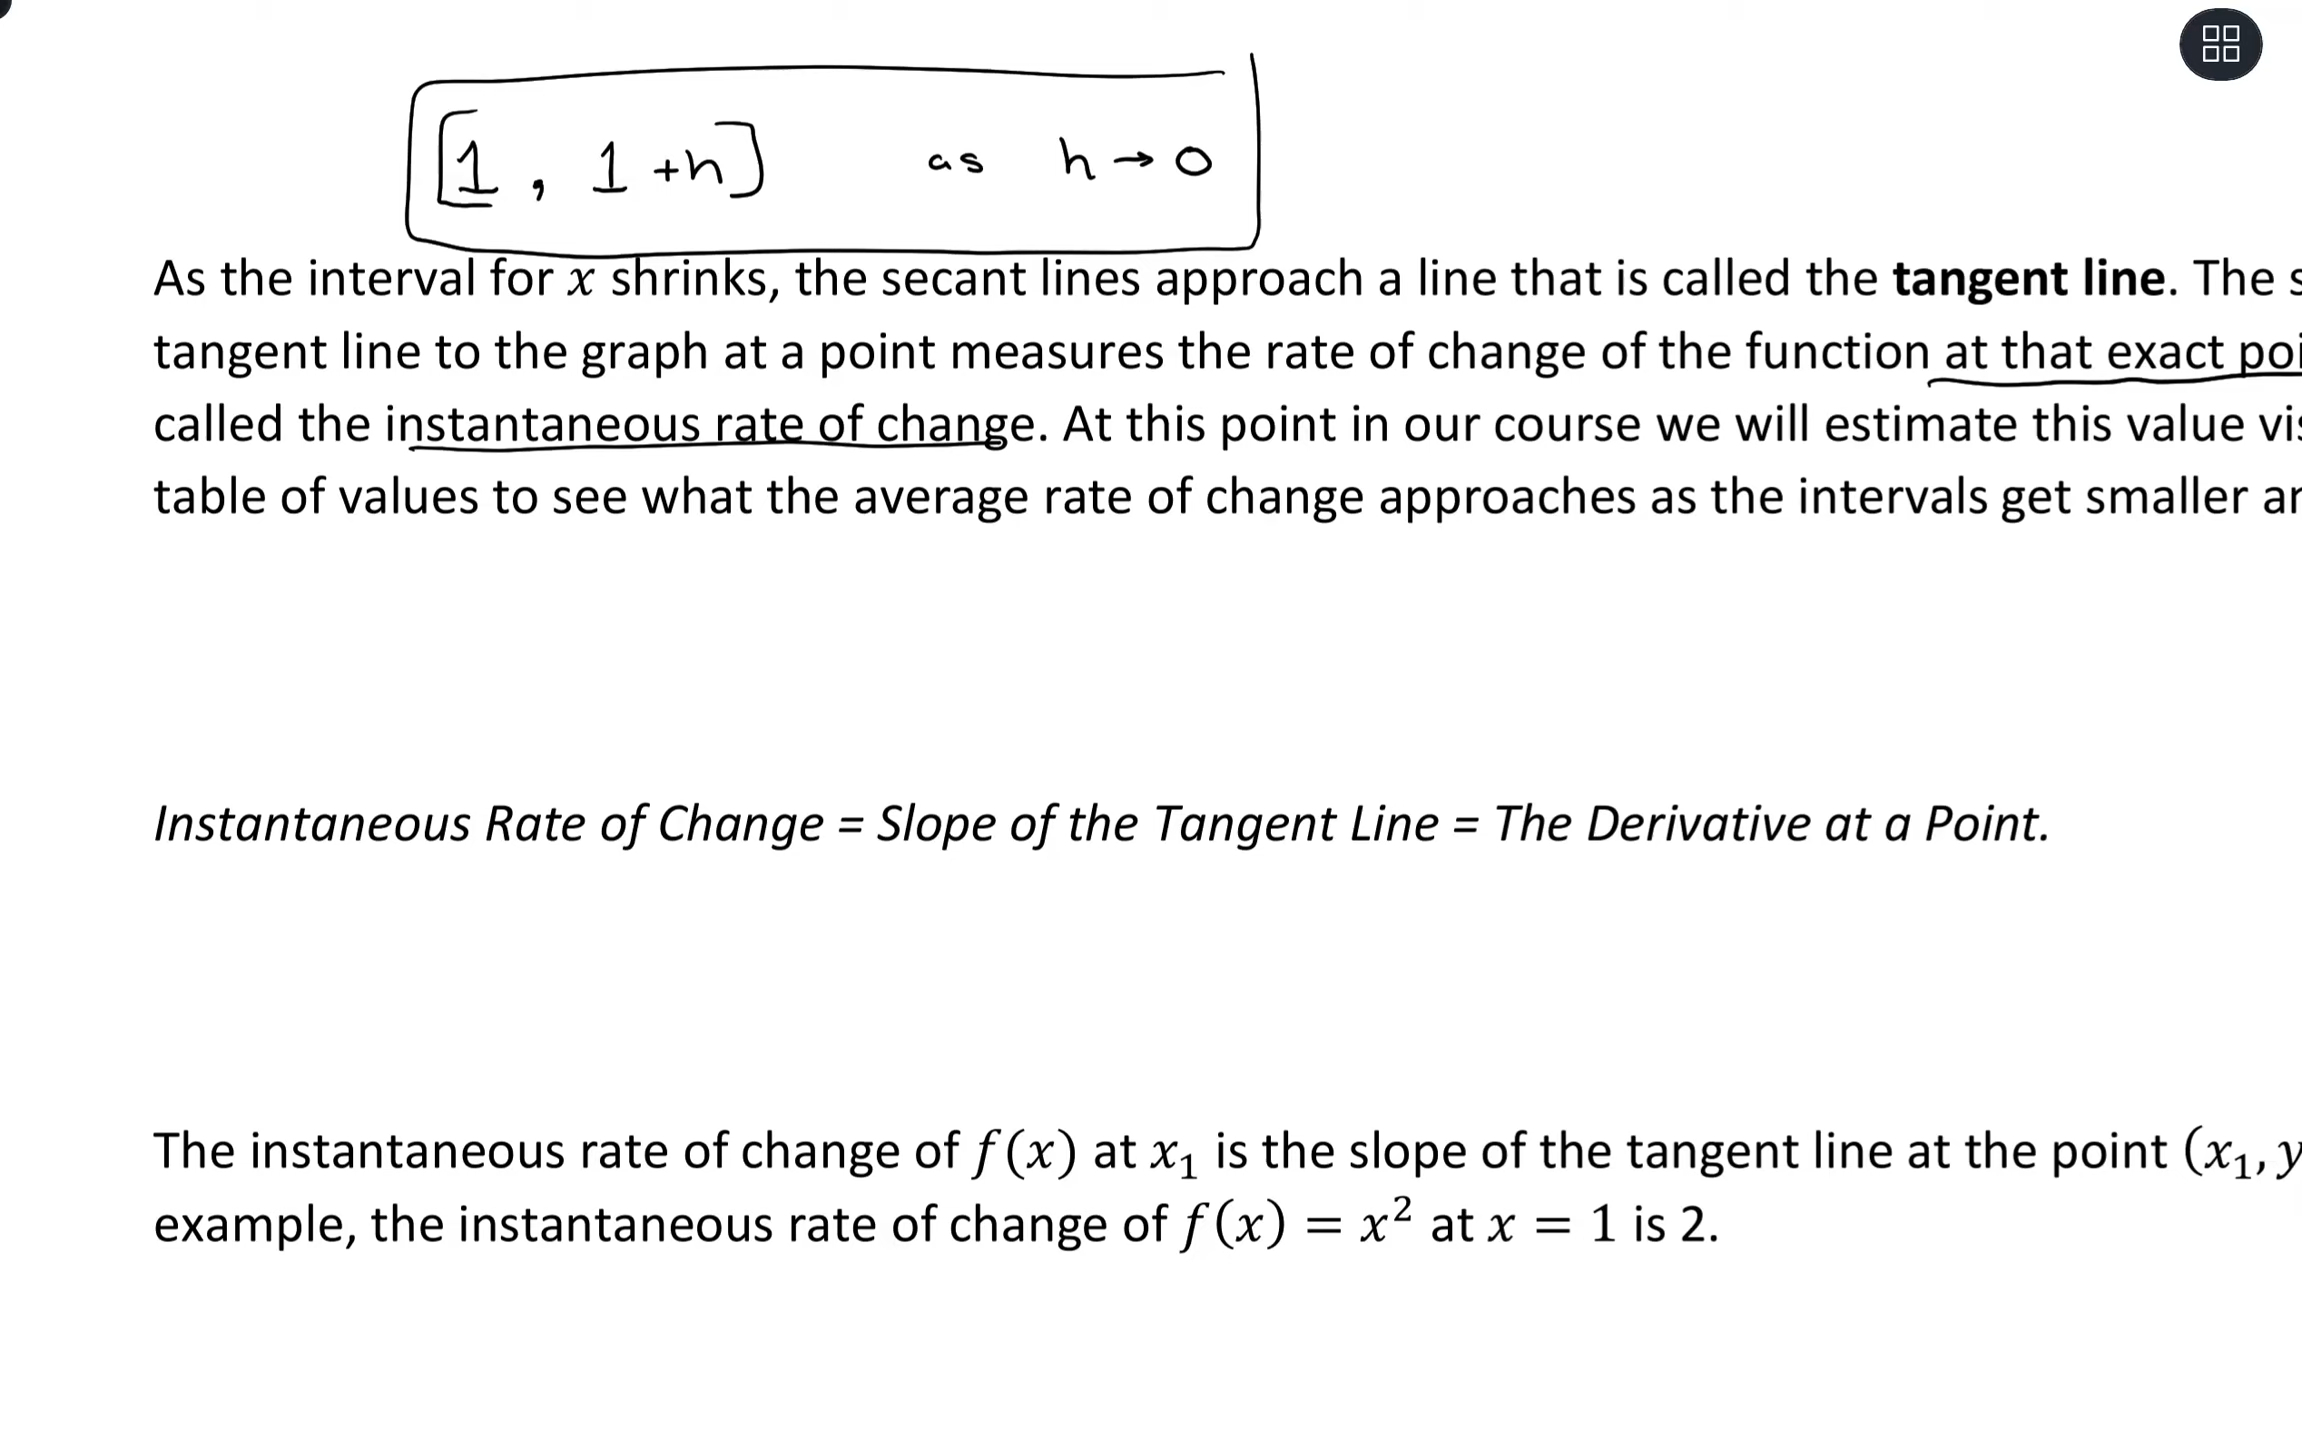 [1, 1+h] as h→0
As the interval for x shrinks, the secant lines approach a line that is called the tangent line. The
tangent line to the graph at a point measures the rate of change of the function at that exact
called the instantaneous rate of change. At this point in our course we will estimate this value
table of values to see what the average rate of change approaches as the intervals get smaller
Instantaneous Rate of Change = Slope of the Tangent Line = The Derivative at a Point.
The instantaneous rate of change of f(x) at x₁ is the slope of the tangent line at the point (x₁, y
example, the instantaneous rate of change of f(x) = x² at x = 1 is 2.